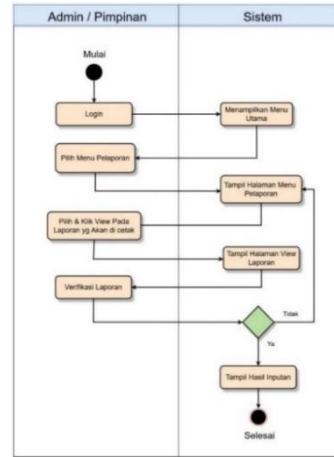 Admin / Pimpinan
Sistem
Mulai
Login
Menampilkan Menu
Utama
Pilih Menu Pelaporan
Tampil Halaman Menu
Pelaporan
Pilih & Klik View Pada
Laporan yg Akan di cetak
Tampil Halaman View
Laporan
Verifikasi Laporan
Tidak
Ya
Tampil Hasil Inputan
Selesai